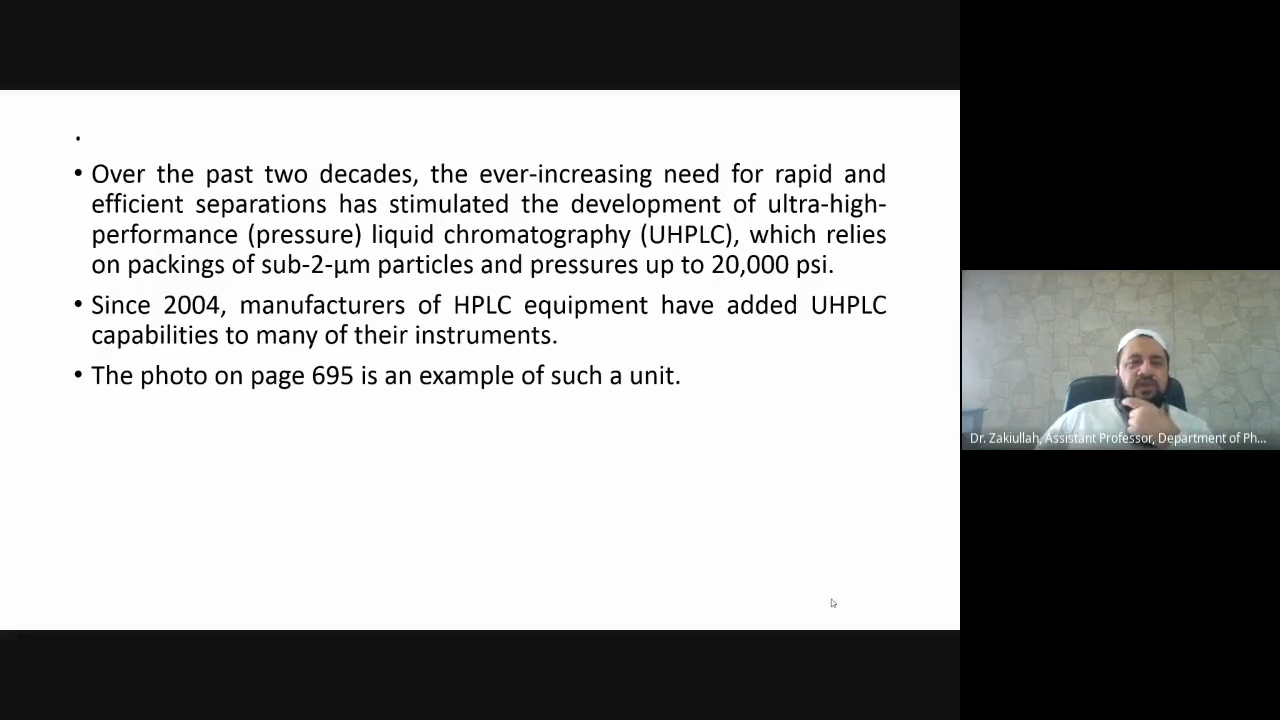 .
• Over the past two decades, the ever-increasing need for rapid and
efficient separations has stimulated the development of ultra-high-
performance (pressure) liquid chromatography (UHPLC), which relies
on packings of sub-2-μm particles and pressures up to 20,000 psi.
• Since 2004, manufacturers of HPLC equipment have added UHPLC
capabilities to many of their instruments.
• The photo on page 695 is an example of such a unit.
Dr. Zakiullah, Assistant Professor, Department of Ph...